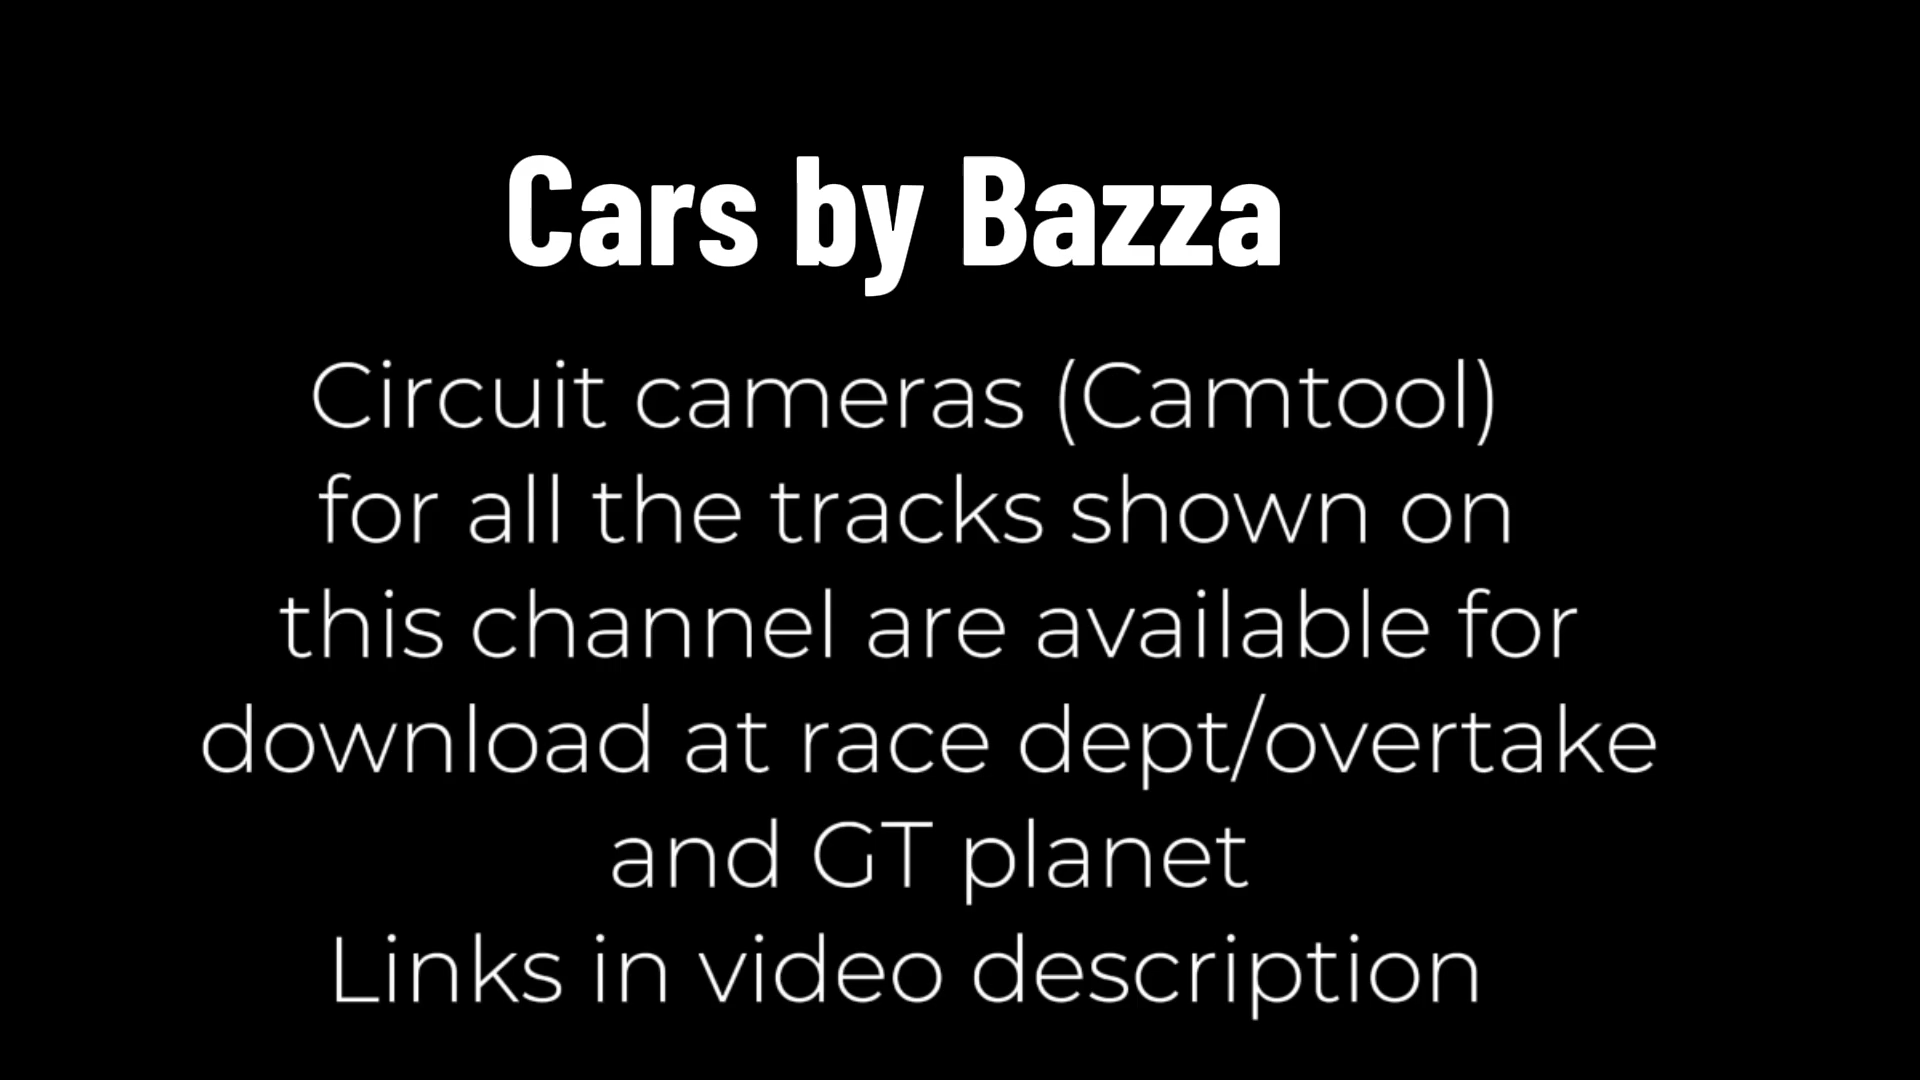 Cars by Bazza
Circuit cameras (Camtool)
for all the tracks shown on
this channel are available for
download at race dept/overtake
and GT planet
Links in video description